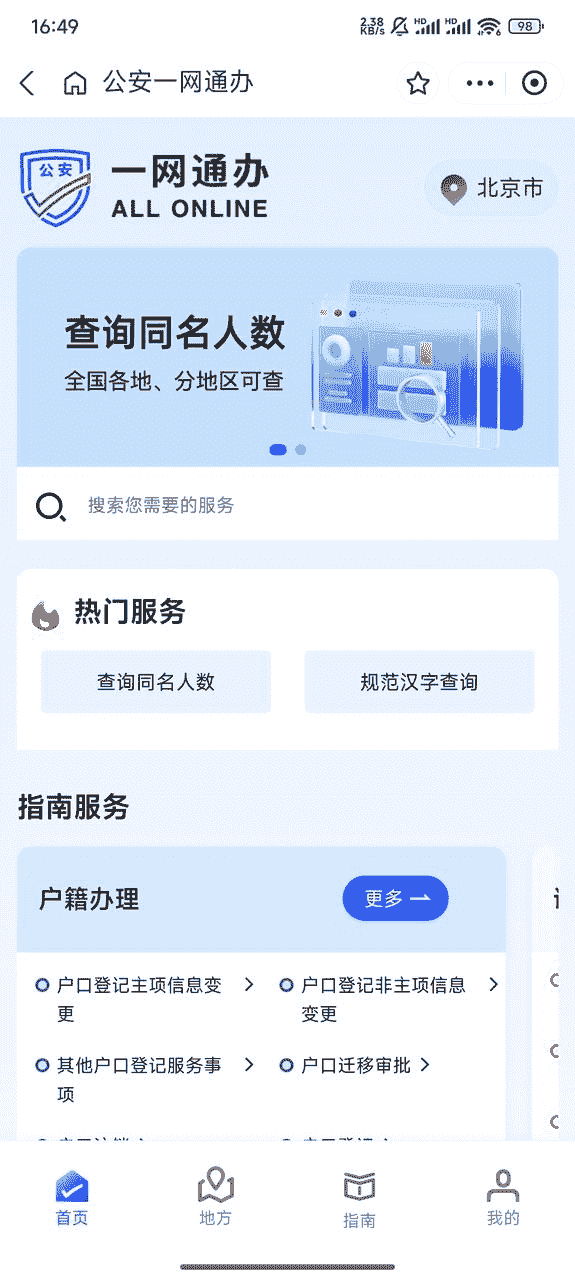 16:49
2.38 KB/s HD HD 6 98
公安一网通办
公安
一网通办
ALL ONLINE
北京市
查询同名人数
全国各地、分地区可查
搜索您需要的服务
热门服务
查询同名人数
规范汉字查询
指南服务
户籍办理
更多
户口登记主项信息变
更
户口登记非主项信息
变更
其他户口登记服务事
项
户口迁移审批
首页
地方
指南
我的